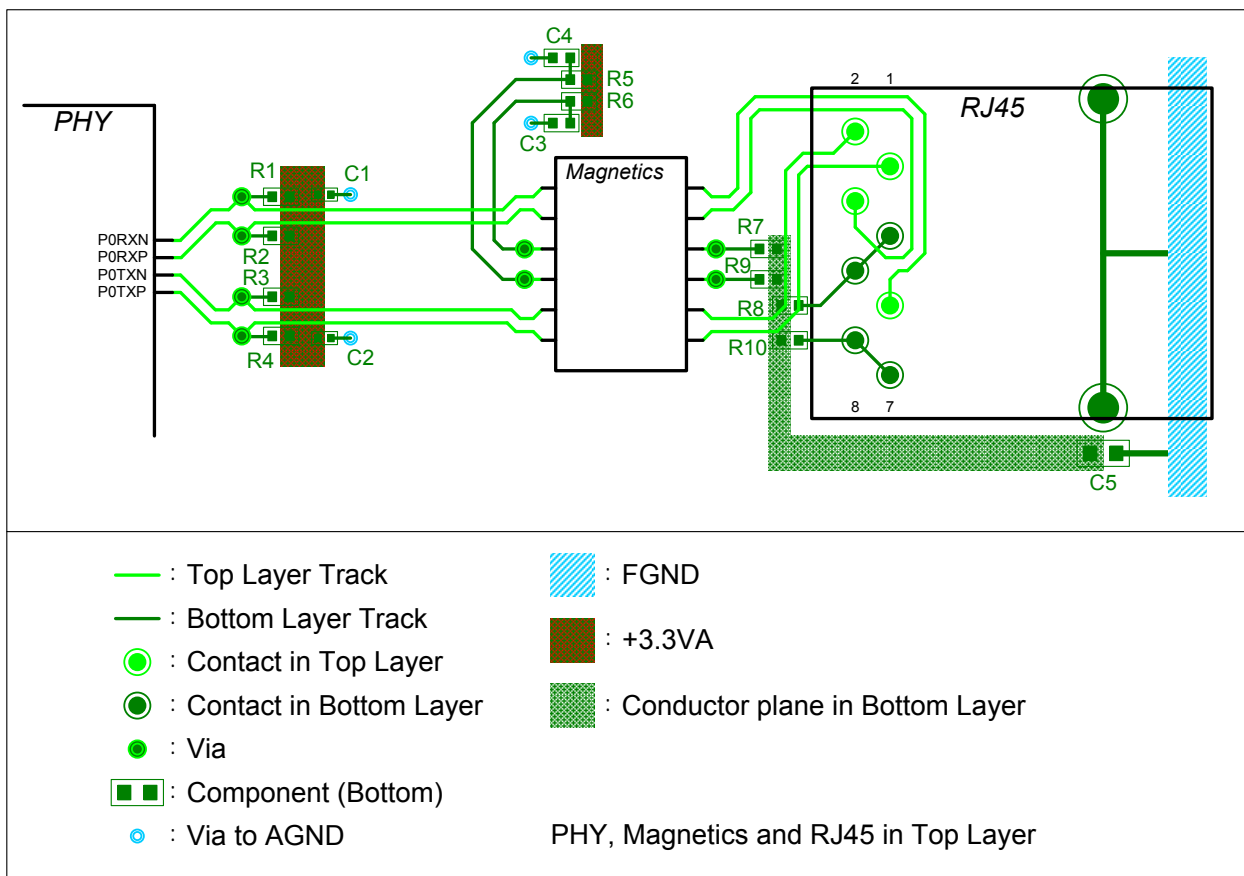 C4
R5
R6
C3
2 1
RJ45
PHY
R1
C1
Magnetics
P0RXN
P0RXP
P0TXN
P0TXP
R2
R3
R4
C2
R7
R9
R8
R10
8 7
C5
: Top Layer Track
: Bottom Layer Track
: Contact in Top Layer
: Contact in Bottom Layer
: Via
: Component (Bottom)
: Via to AGND
: FGND
: +3.3VA
: Conductor plane in Bottom Layer
PHY, Magnetics and RJ45 in Top Layer